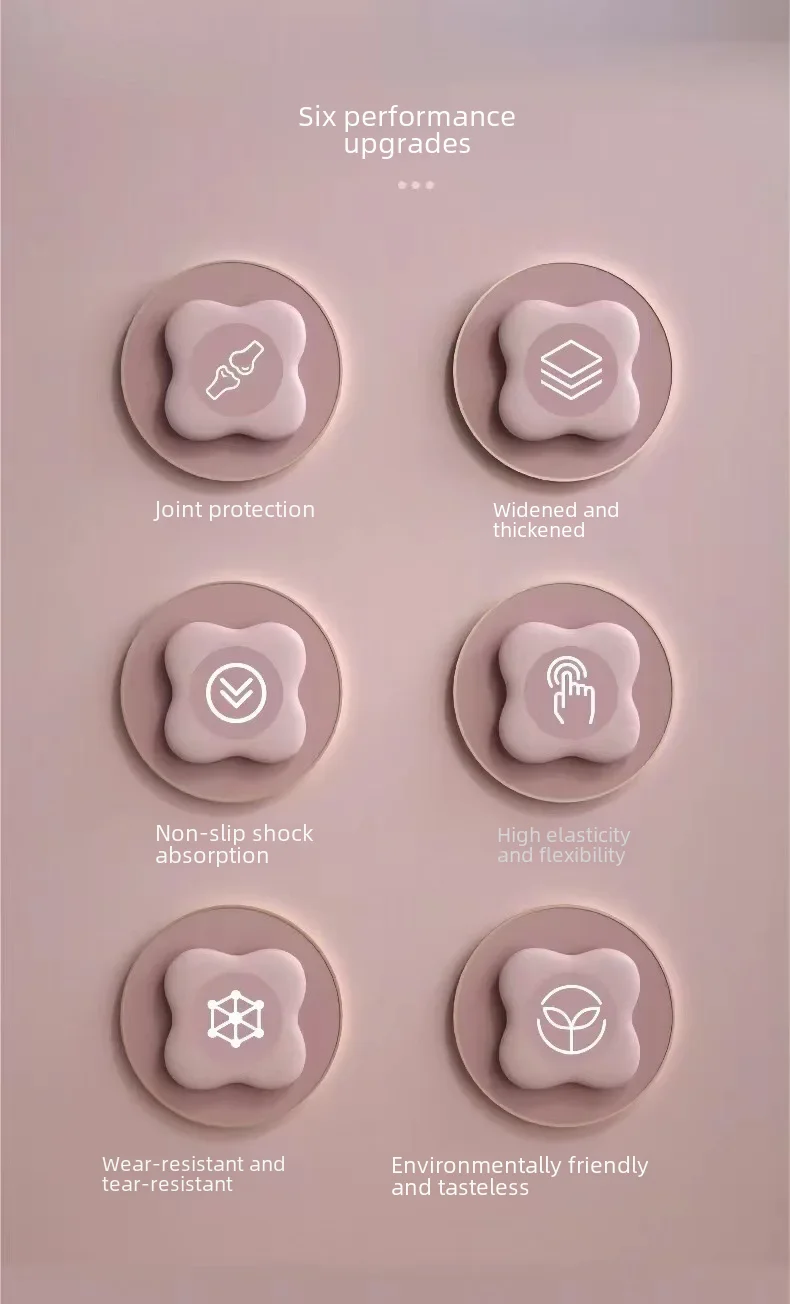 Six performance
upgrades
Joint protection
Widened and
thickened
Non-slip shock
absorption
High elasticity
and flexibility
Wear-resistant and
tear-resistant
Environmentally friendly
and tasteless